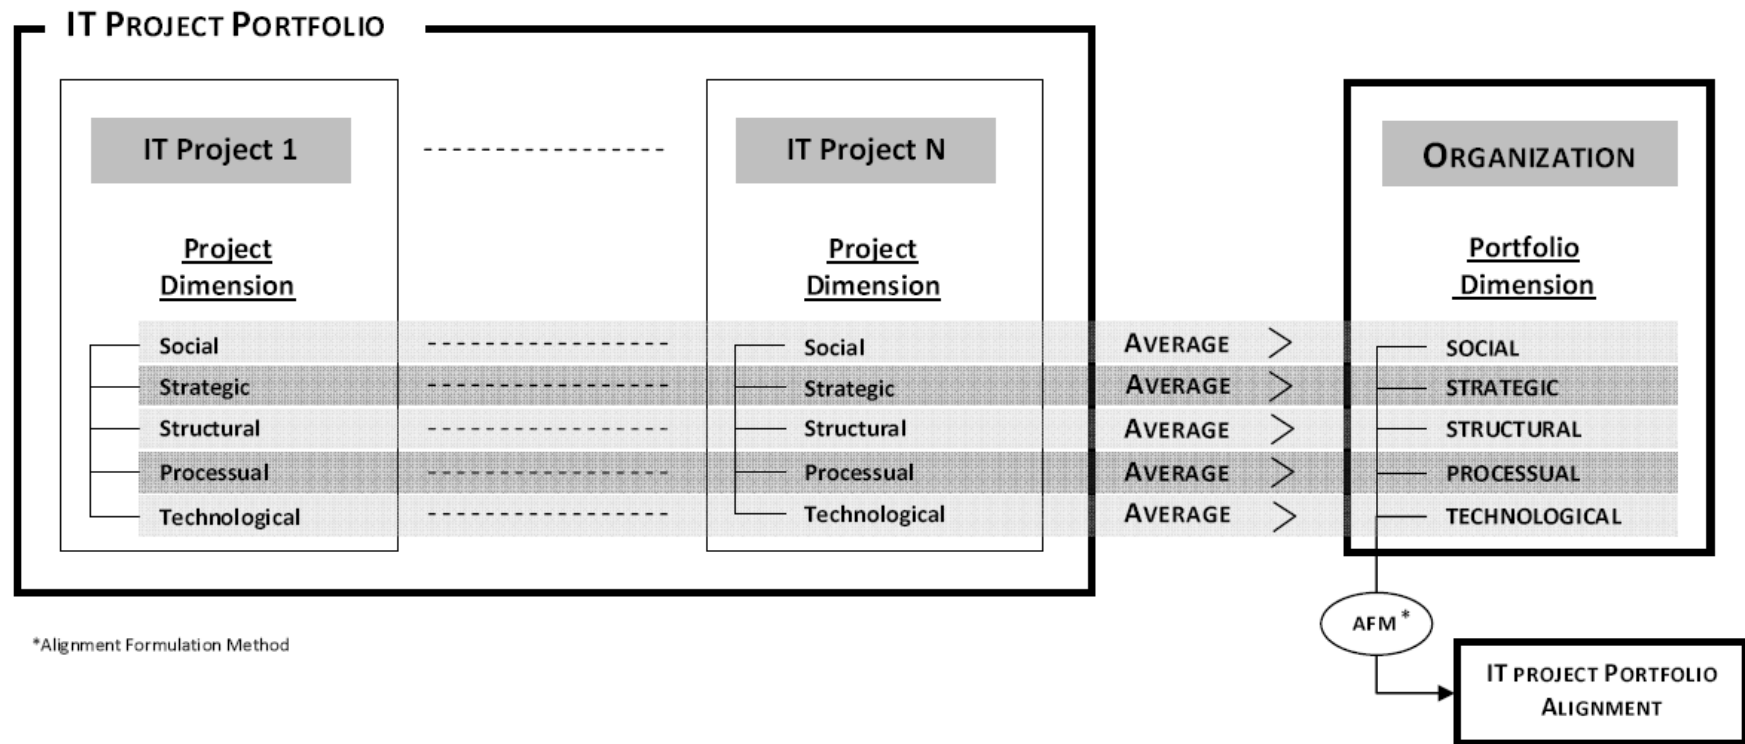 IT PROJECT PORTFOLIO
IT Project 1
IT Project N
ORGANIZATION
Project
Dimension
Project
Dimension
Portfolio
Dimension
Social
Social
AVERAGE >
SOCIAL
Strategic
Strategic
AVERAGE >
STRATEGIC
Structural
Structural
AVERAGE >
STRUCTURAL
Processual
Processual
AVERAGE >
PROCESSUAL
Technological
Technological
AVERAGE >
TECHNOLOGICAL
AFM*
*Alignment Formulation Method
IT PROJECT PORTFOLIO
ALIGNMENT